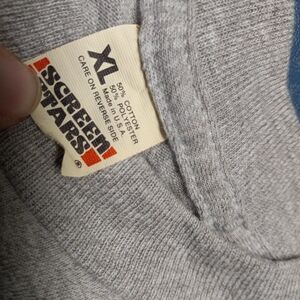 SCREEN
STARS
®
XL
50% COTTON
50% POLYESTER
Made in U.S.A.
CARE ON REVERSE SIDE